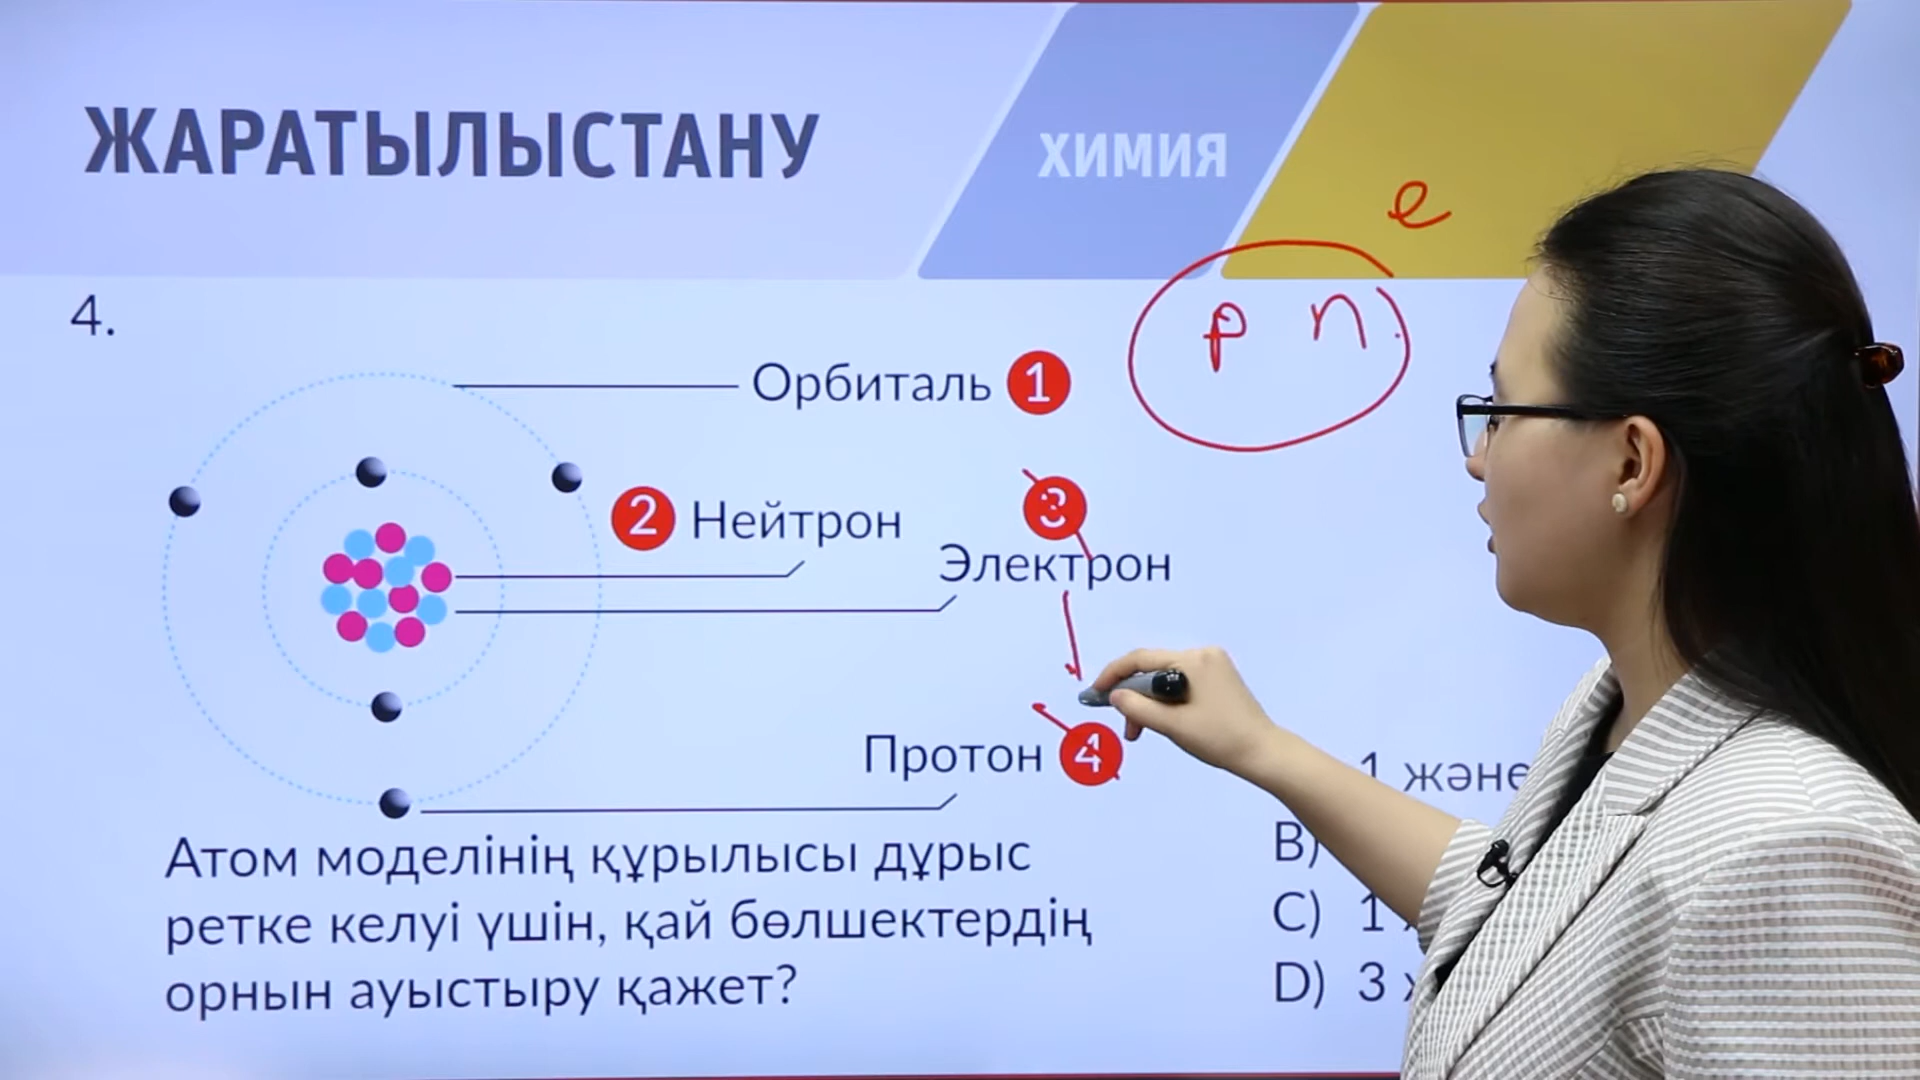 ЖАРАТЫЛЫСТАНУ
ХИМИЯ
e
p n
4.
Орбиталь 1
2 Нейтрон
3
Электрон
Протон 4
Атом моделінің құрылысы дұрыс
ретке келуі үшін, қай бөлшектердің
орнын ауыстыру қажет?
1 және
B)
C) 1
D) 3